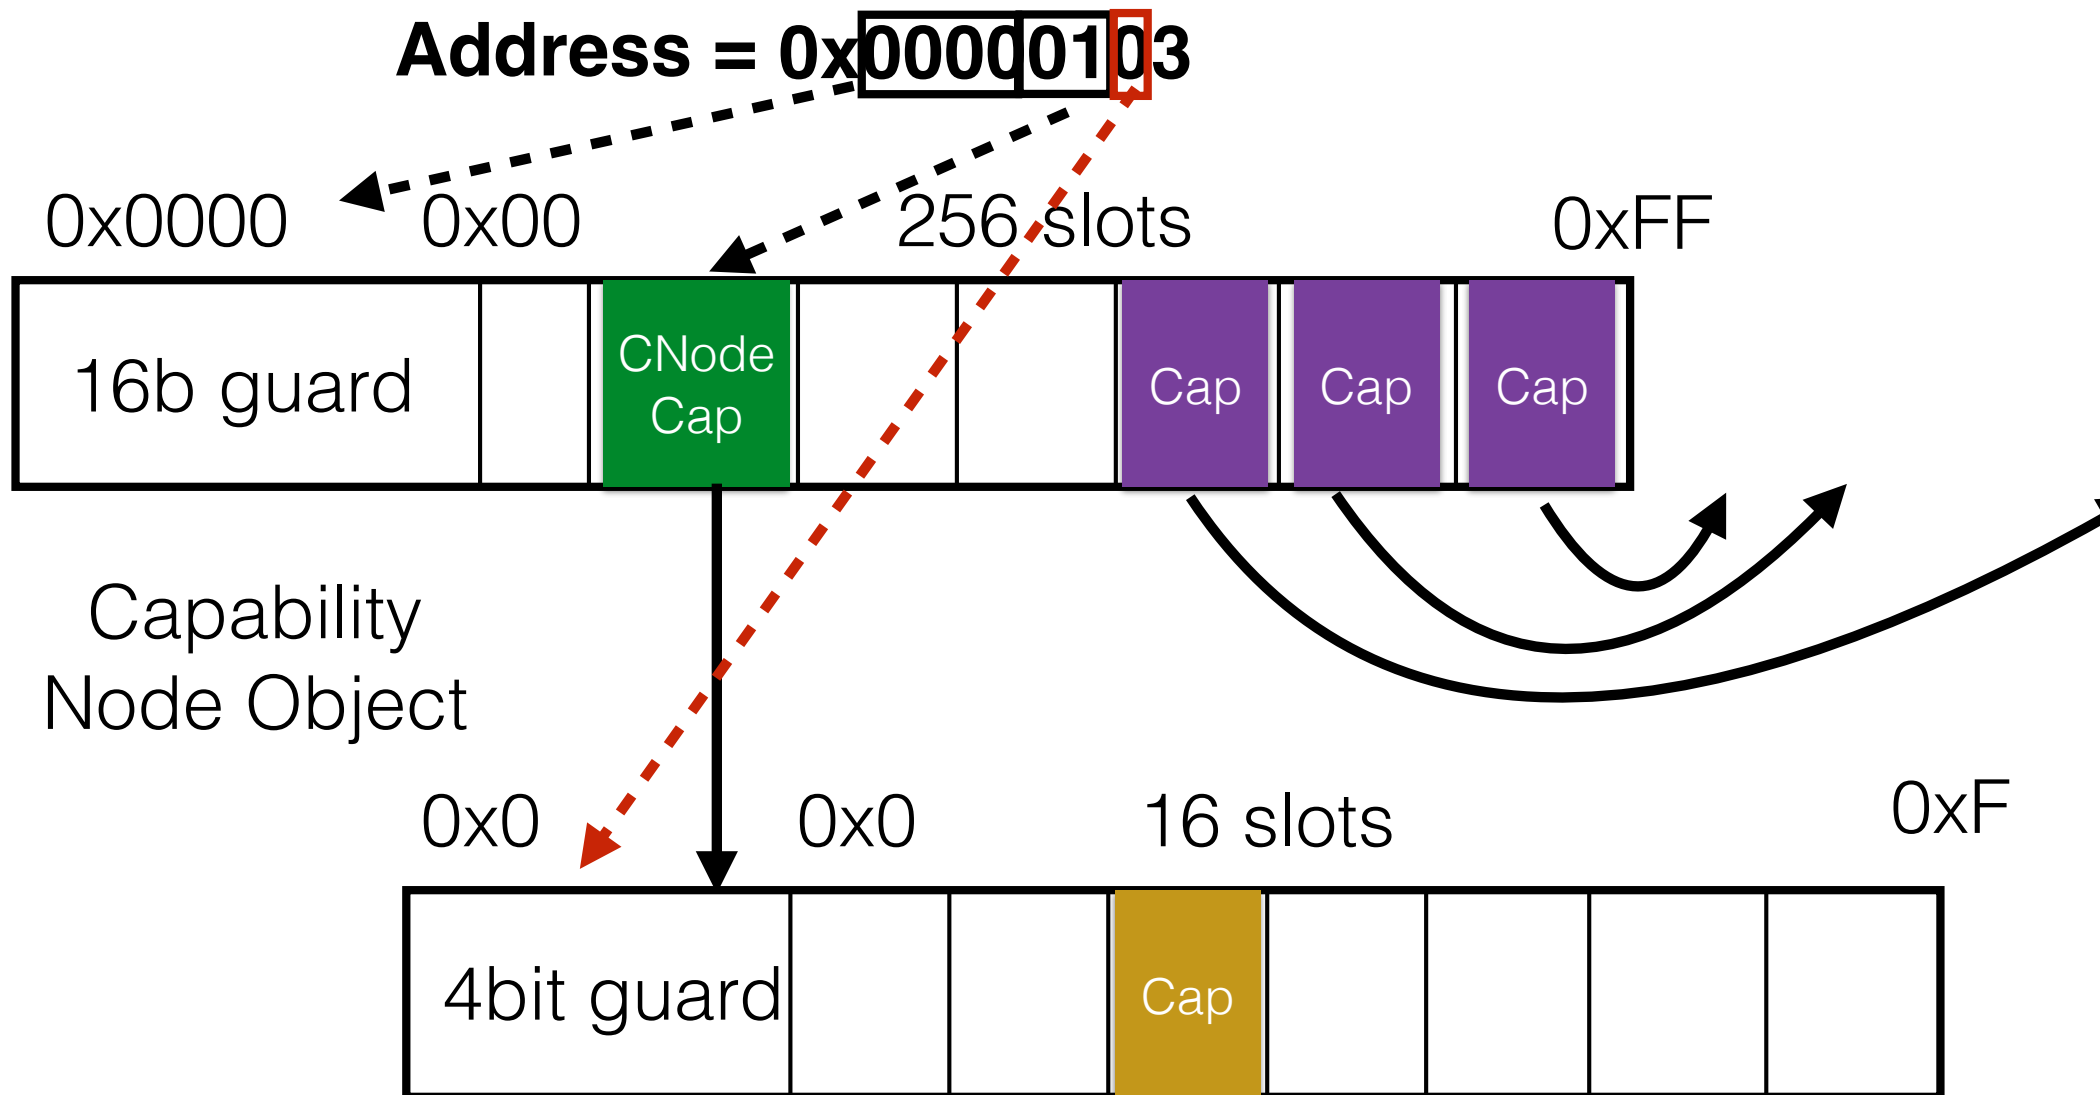 Address = 0x00000103
0x0000 0x00 256 slots 0xFF
16b guard
CNode
Cap
Cap Cap Cap
Capability
Node Object
0x0 0x0 16 slots 0xF
4bit guard Cap